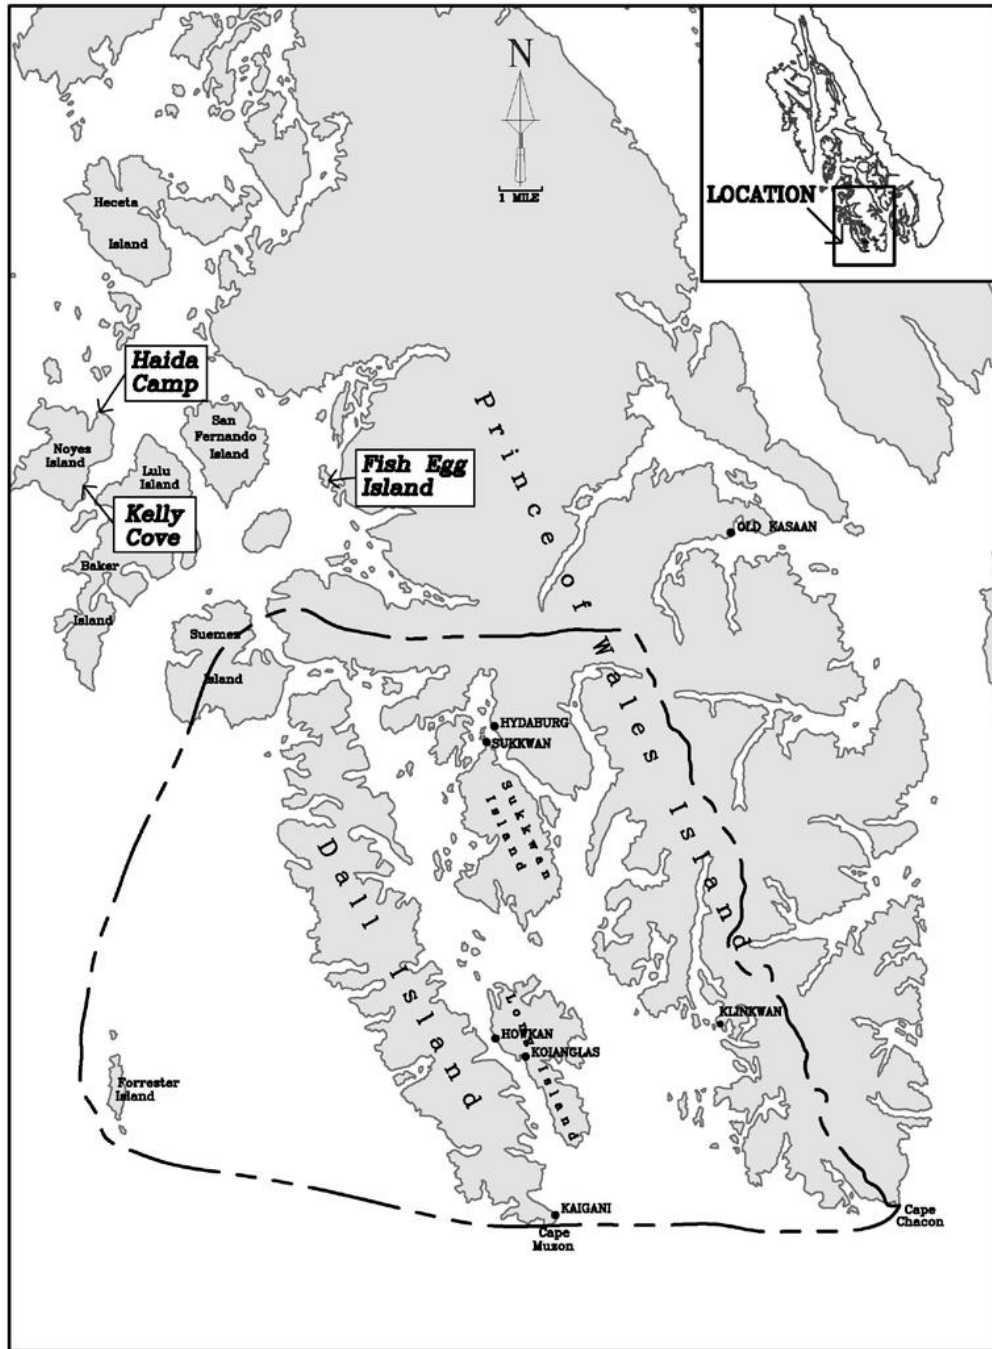 N
1 MILE
LOCATION
Heceta
Island
Haida
Camp
San
Fernando
Island
Noyes
Island
Lulu
Island
Fish Egg
Island
Kelly
Cove
Baker
Island
Prince of Wales Island
OLD KASAAN
Suemez
Island
HYDABURG
SUKKWAN
Sukkwan
Island
Dall Island
Long Island
HOWKAN
KOIANGLAS
KLINKWAN
Forrester
Island
KAIGANI
Cape
Muzon
Cape
Chacon